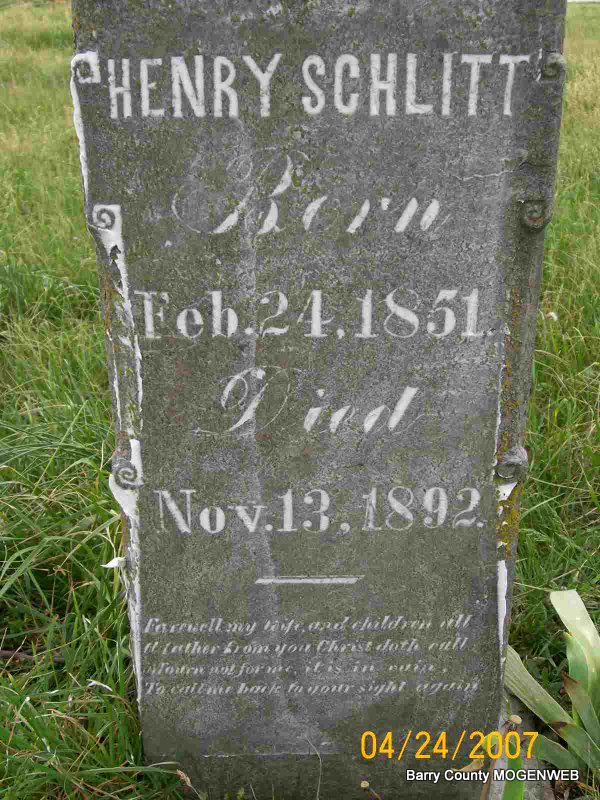 HENRY SCHLITT
Born
Feb. 24, 1851.
Died
Nov. 13, 1892.
Farewell my wife, and children all
father from you Christ doth call
Mourn not for me, it is in vain,
To call me back to your sight again
04/24/2007
Barry County MOGENWEB